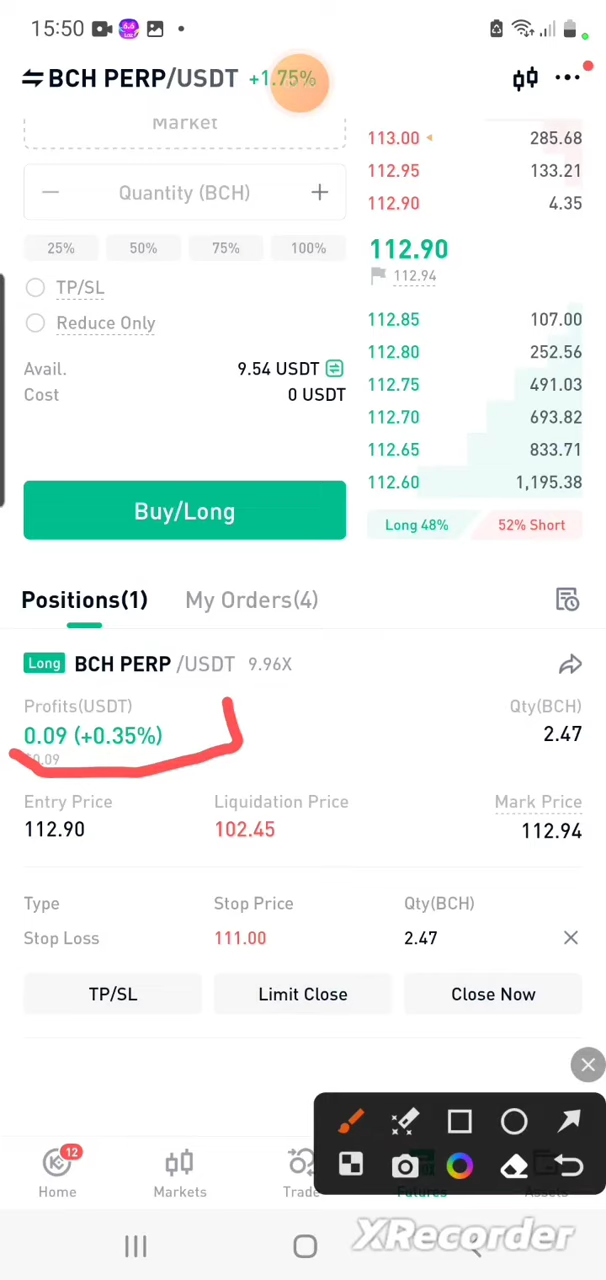 15:50
BCH PERP/USDT +1.75%
Market
Quantity (BCH)
25% 50% 75% 100%
TP/SL
Reduce Only
Avail. 9.54 USDT
Cost 0 USDT
Buy/Long
113.00 285.68
112.95 133.21
112.90 4.35
112.90
112.94
112.85 107.00
112.80 252.56
112.75 491.03
112.70 693.82
112.65 833.71
112.60 1,195.38
Long 48% 52% Short
Positions(1) My Orders(4)
Long BCH PERP /USDT 9.96X
Profits(USDT) Qty(BCH)
0.09 (+0.35%) 2.47
Entry Price Liquidation Price Mark Price
112.90 102.45 112.94
Type Stop Price Qty(BCH)
Stop Loss 111.00 2.47
TP/SL Limit Close Close Now
12
Home Markets Trade Futures Assets
XRecorder